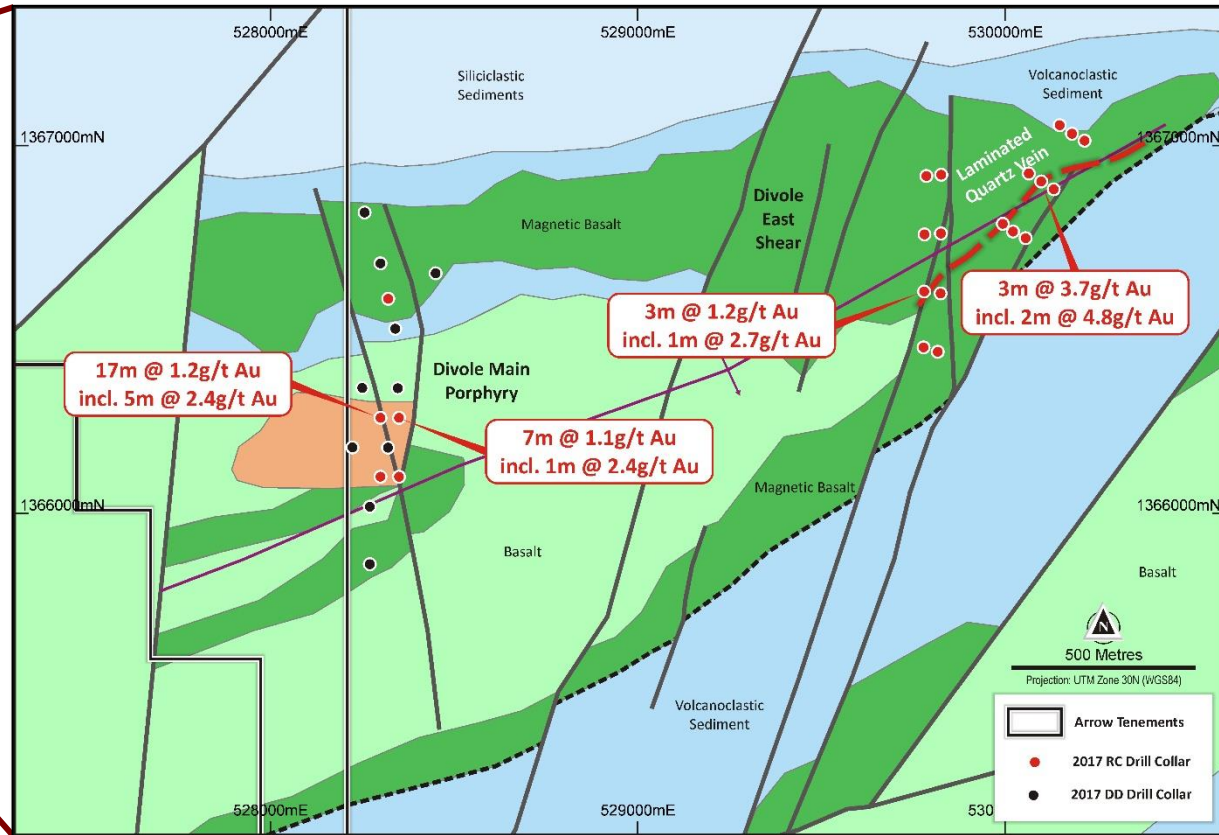 528000mE
529000mE
530000mE
Siliciclastic
Sediments
Volcanoclastic
Sediment
1367000mN
1367000mN
Laminated
Quartz Vein
Divole
East
Shear
Magnetic Basalt
3m @ 1.2g/t Au
incl. 1m @ 2.7g/t Au
3m @ 3.7g/t Au
incl. 2m @ 4.8g/t Au
17m @ 1.2g/t Au
incl. 5m @ 2.4g/t Au
Divole Main
Porphyry
7m @ 1.1g/t Au
incl. 1m @ 2.4g/t Au
Magnetic Basalt
1366000mN
1366000mN
Basalt
Basalt
N
500 Metres
Projection: UTM Zone 30N (WGS84)
Volcanoclastic
Sediment
Arrow Tenements
2017 RC Drill Collar
2017 DD Drill Collar
528000mE
529000mE
530